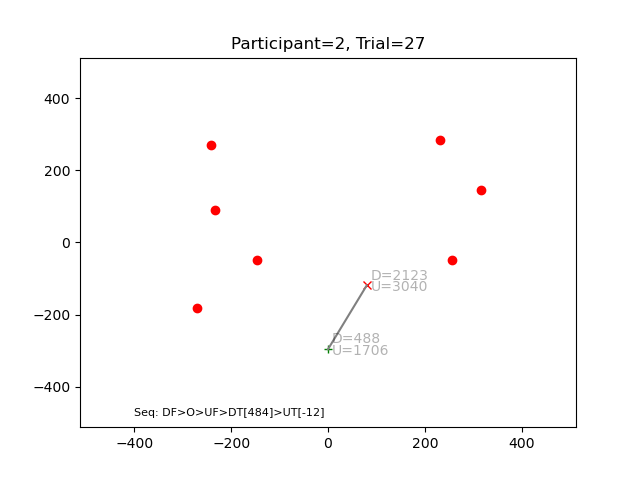 Participant=2, Trial=27
400
200
0
−200
−400
D=2123
U=3040
D=488
U=1706
Seq: DF>O>UF>DT[484]>UT[-12]
−400
−200
0
200
400